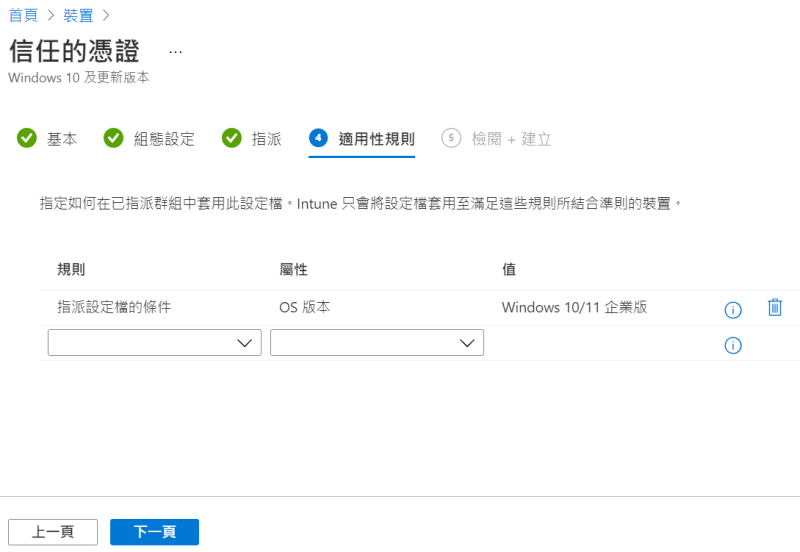 首頁 > 裝置 >
信任的憑證 ...
Windows 10 及更新版本
基本 組態設定 指派 4 適用性規則 5 檢閱 + 建立
指定如何在已指派群組中套用此設定檔。Intune 只會將設定檔套用至滿足這些規則所結合準則的裝置。
規則 屬性 值
指派設定檔的條件 OS 版本 Windows 10/11 企業版
上一頁 下一頁